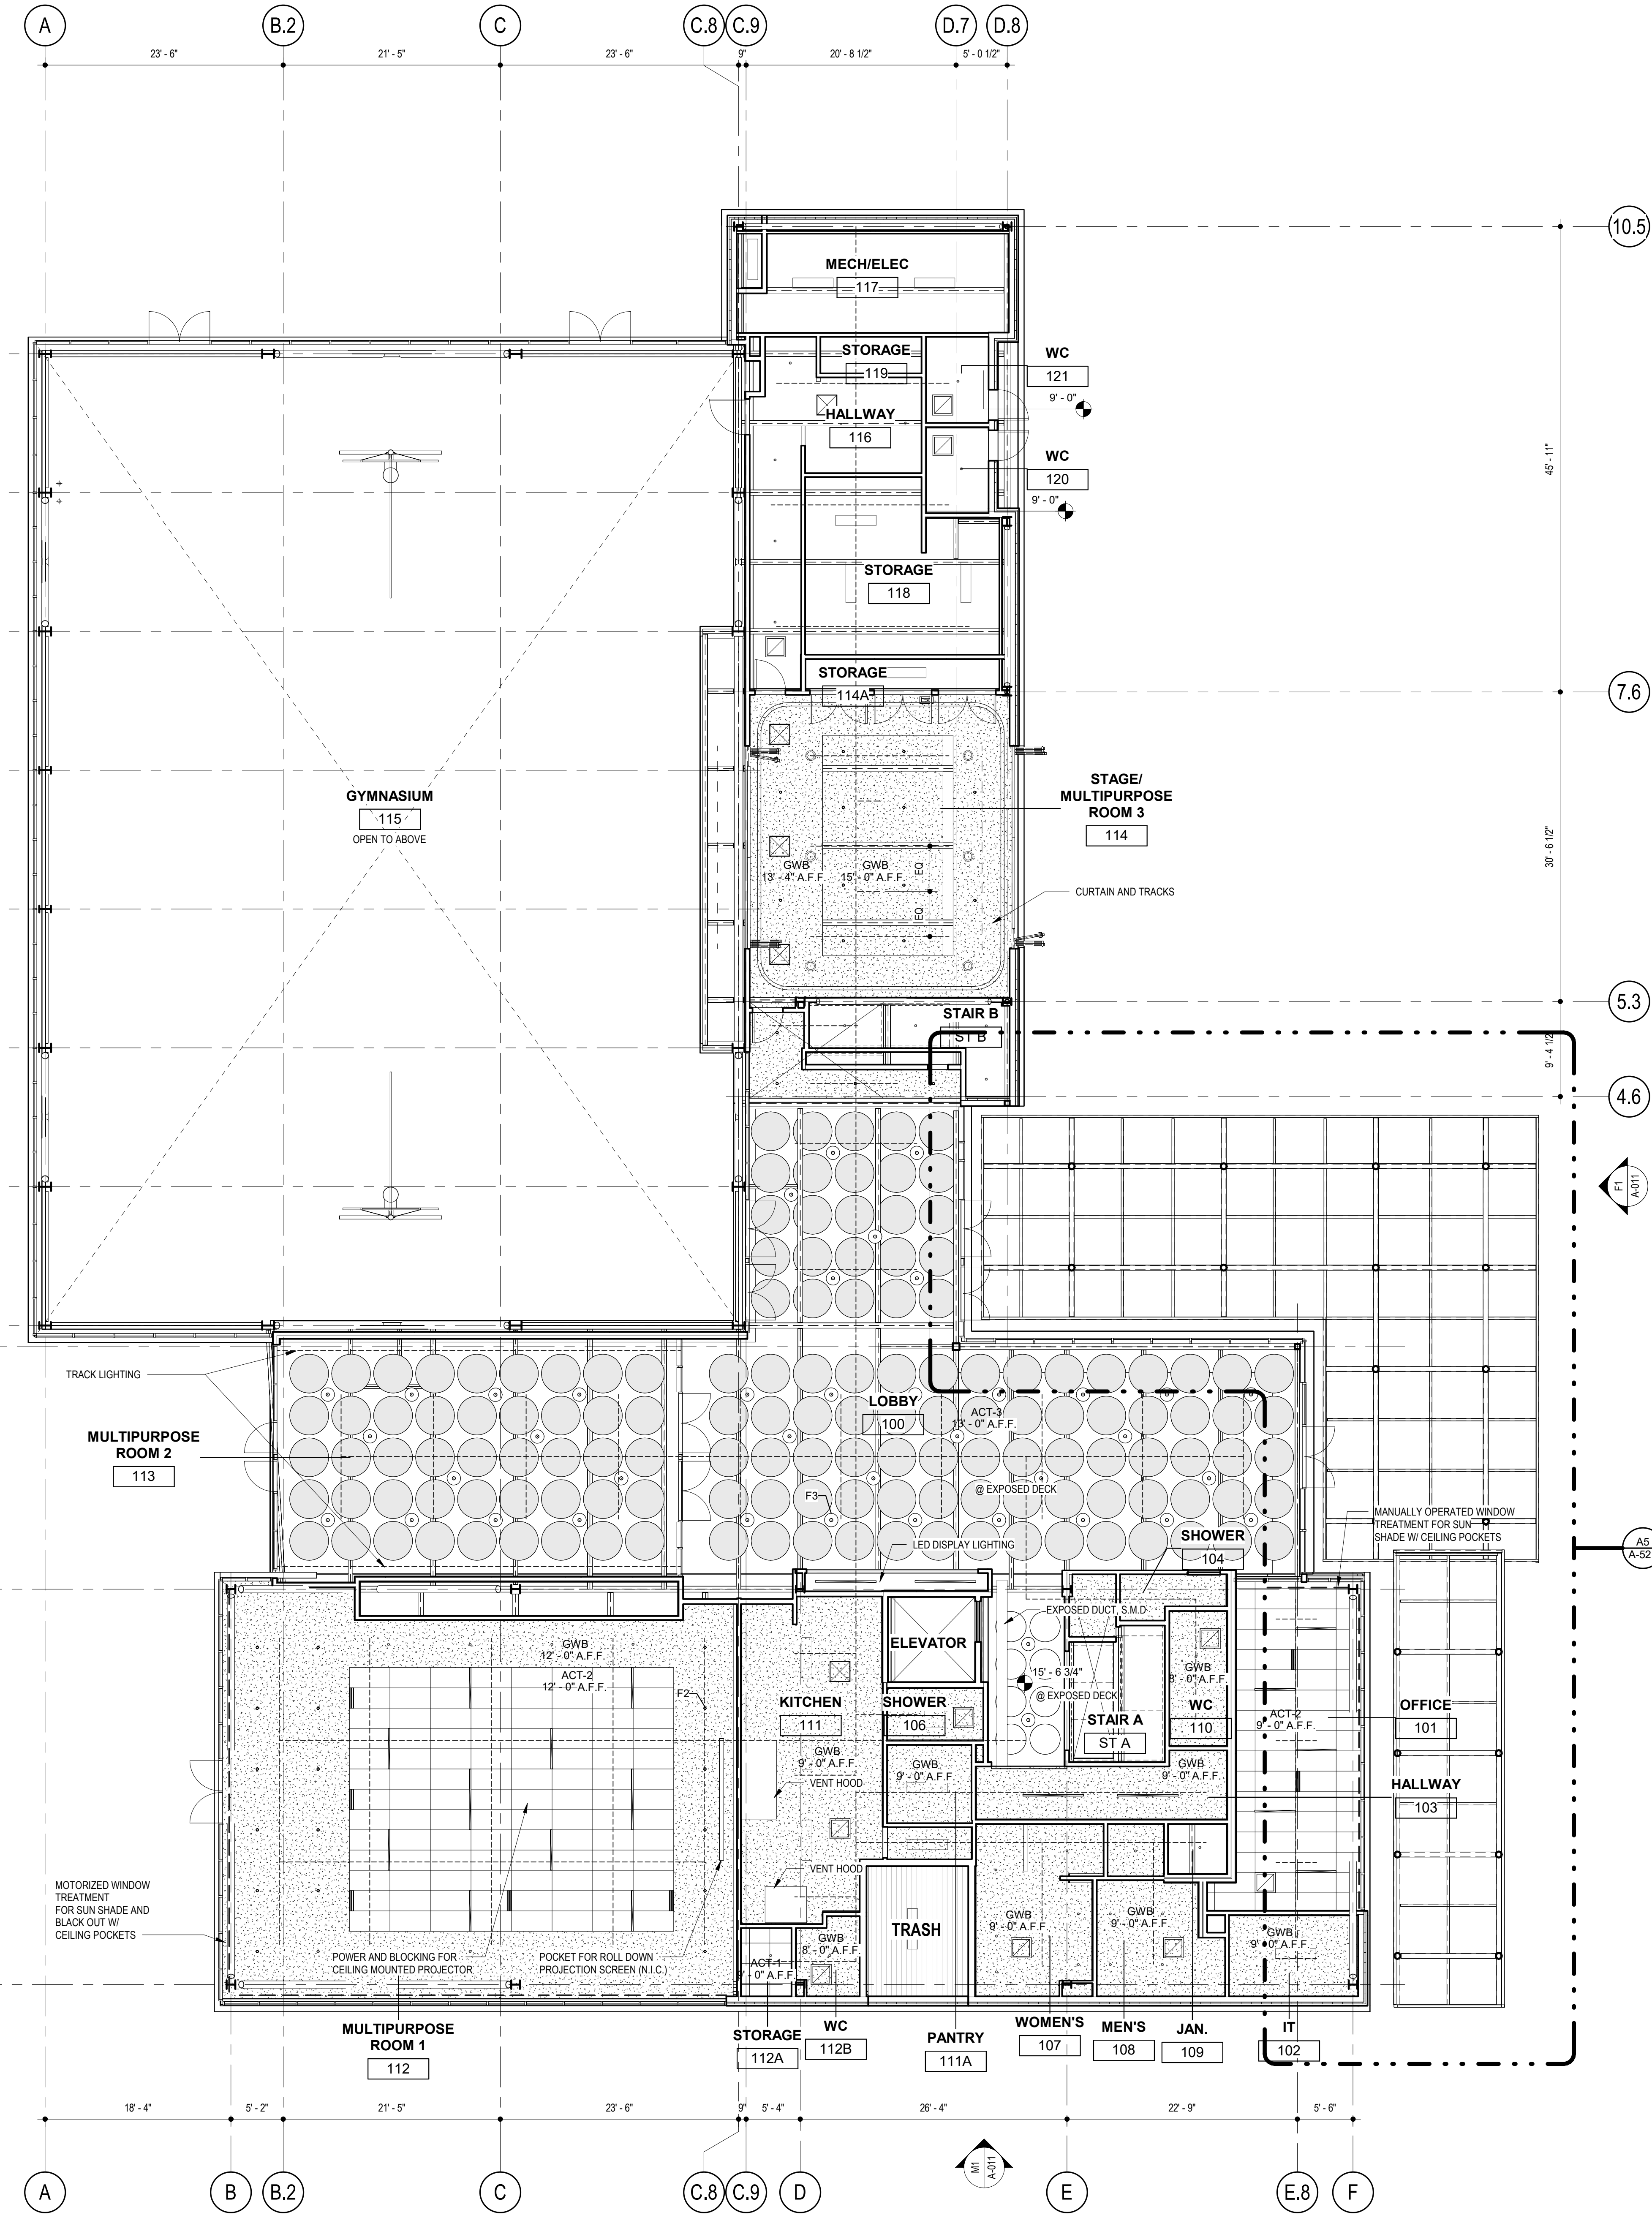 A
B.2
C
C.8
C.9
D.7
D.8
23' - 6"
21' - 5"
23' - 6"
9"
20' - 8 1/2"
5' - 0 1/2"
10.5
MECH/ELEC
117
STORAGE
119
WC
121
9' - 0"
HALLWAY
116
WC
120
9' - 0"
45' - 11"
STORAGE
118
STORAGE
114A
7.6
GYMNASIUM
115
OPEN TO ABOVE
STAGE/
MULTIPURPOSE
ROOM 3
114
GWB
13' - 4" A.F.F.
GWB
15' - 0" A.F.F.
EQ
EQ
30' - 6 1/2"
CURTAIN AND TRACKS
5.3
STAIR B
ST B
9' - 4 1/2"
4.6
F1
A-011
TRACK LIGHTING
LOBBY
100
ACT-3
13' - 0" A.F.F.
MULTIPURPOSE
ROOM 2
113
@ EXPOSED DECK
F3
MANUALLY OPERATED WINDOW
TREATMENT FOR SUN
SHADE W/ CEILING POCKETS
SHOWER
104
LED DISPLAY LIGHTING
A5
A-52
EXPOSED DUCT, S.M.D
ELEVATOR
GWB
12' - 0" A.F.F.
ACT-2
12' - 0" A.F.F.
F2
15' - 6 3/4"
@ EXPOSED DECK
GWB
8' - 0" A.F.F.
KITCHEN
111
SHOWER
106
STAIR A
ST A
WC
110
ACT-2
9' - 0" A.F.F.
OFFICE
101
GWB
9' - 0" A.F.F.
GWB
9' - 0" A.F.F.
GWB
9' - 0" A.F.F.
VENT HOOD
HALLWAY
103
VENT HOOD
MOTORIZED WINDOW
TREATMENT
FOR SUN SHADE AND
BLACK OUT W/
CEILING POCKETS
GWB
9' - 0" A.F.F.
GWB
9' - 0" A.F.F.
GWB
9' - 0" A.F.F.
TRASH
GWB
8' - 0" A.F.F.
POWER AND BLOCKING FOR
CEILING MOUNTED PROJECTOR
POCKET FOR ROLL DOWN
PROJECTION SCREEN (N.I.C.)
ACT-1
9' - 0" A.F.F.
MULTIPURPOSE
ROOM 1
112
STORAGE
112A
WC
112B
PANTRY
111A
WOMEN'S
107
MEN'S
108
JAN.
109
IT
102
18' - 4"
5' - 2"
21' - 5"
23' - 6"
9"
5' - 4"
26' - 4"
22' - 9"
5' - 6"
M1
A-011
A
B
B.2
C
C.8
C.9
D
E
E.8
F